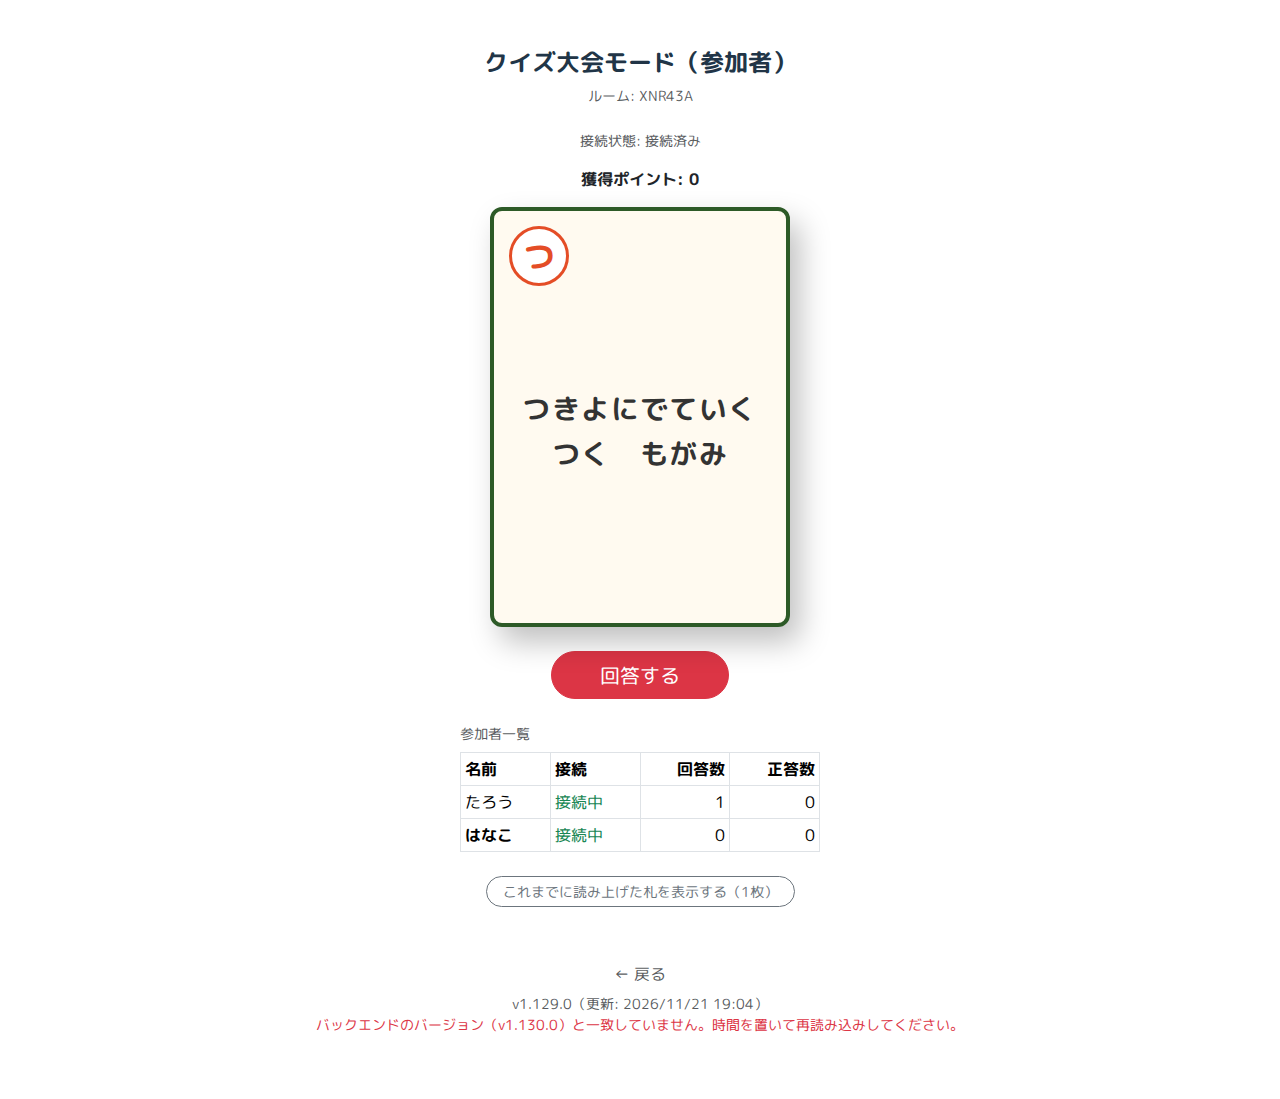 クイズ大会モード（参加者）
ルーム: XNR43A
接続状態: 接続済み
獲得ポイント: 0
つ
つきよにでていく
つく　もがみ
回答する
参加者一覧
名前 接続 回答数 正答数
たろう 接続中 1 0
はなこ 接続中 0 0
これまでに読み上げた札を表示する（1枚）
← 戻る
v1.129.0（更新: 2026/11/21 19:04）
バックエンドのバージョン（v1.130.0）と一致していません。時間を置いて再読み込みしてください。